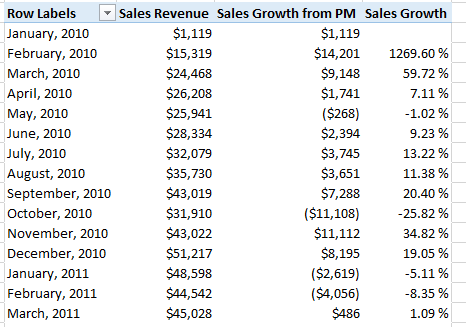 Row Labels Sales Revenue Sales Growth from PM Sales Growth
January, 2010 $1,119 $1,119
February, 2010 $15,319 $14,201 1269.60 %
March, 2010 $24,468 $9,148 59.72 %
April, 2010 $26,208 $1,741 7.11 %
May, 2010 $25,941 ($268) -1.02 %
June, 2010 $28,334 $2,394 9.23 %
July, 2010 $32,079 $3,745 13.22 %
August, 2010 $35,730 $3,651 11.38 %
September, 2010 $43,019 $7,288 20.40 %
October, 2010 $31,910 ($11,108) -25.82 %
November, 2010 $43,022 $11,112 34.82 %
December, 2010 $51,217 $8,195 19.05 %
January, 2011 $48,598 ($2,619) -5.11 %
February, 2011 $44,542 ($4,056) -8.35 %
March, 2011 $45,028 $486 1.09 %